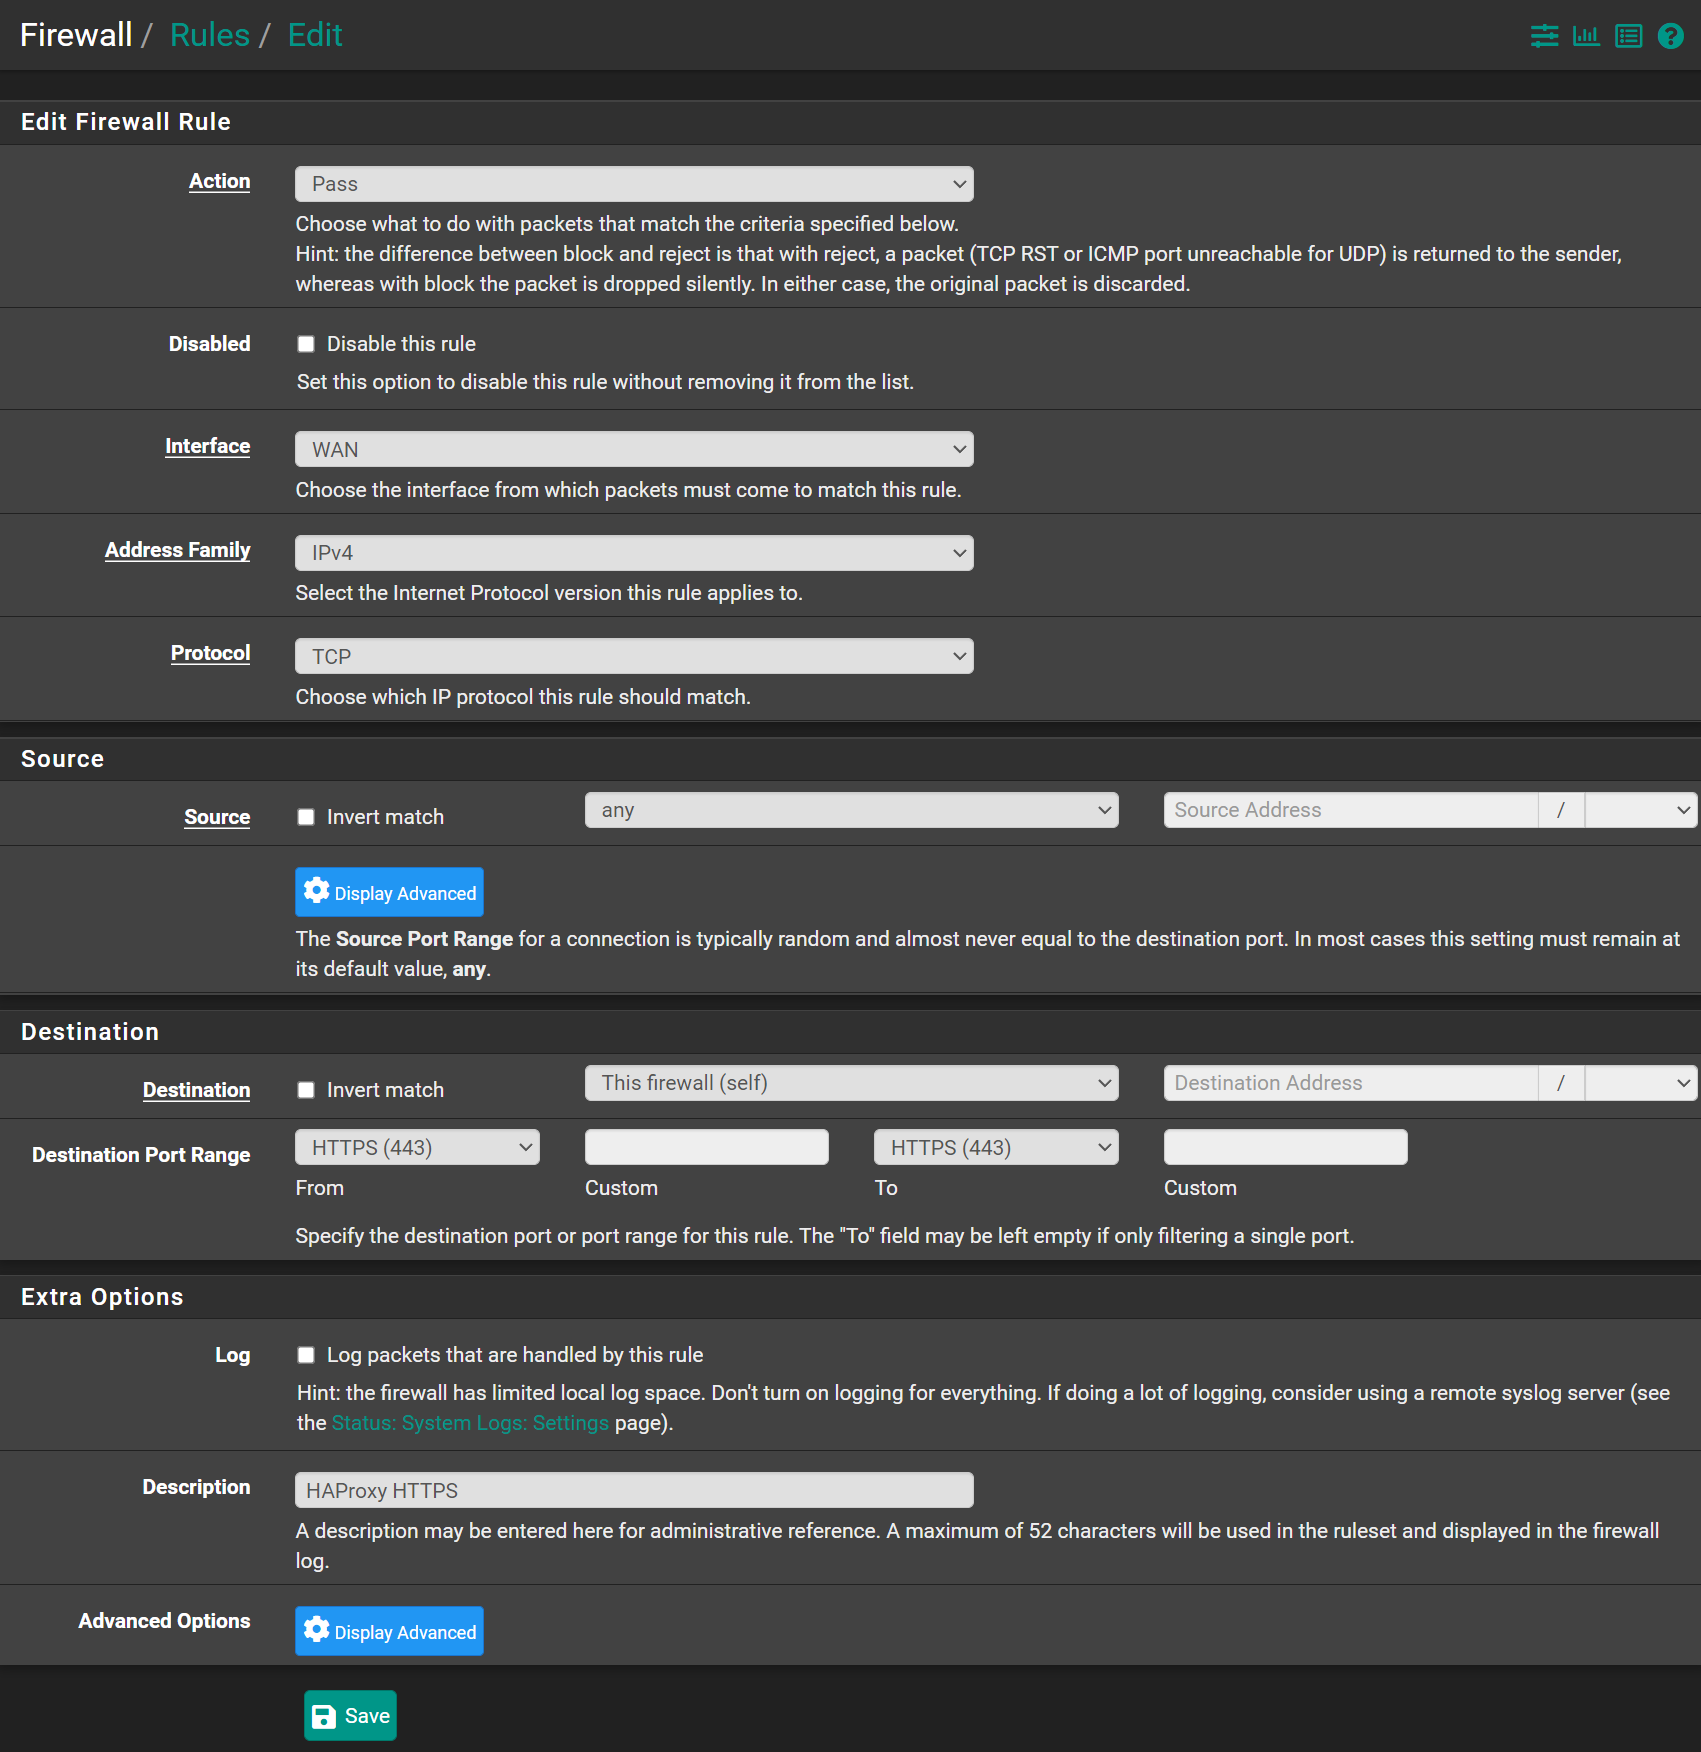 Firewall / Rules / Edit
Edit Firewall Rule
Action
Pass
Choose what to do with packets that match the criteria specified below.
Hint: the difference between block and reject is that with reject, a packet (TCP RST or ICMP port unreachable for UDP) is returned to the sender,
whereas with block the packet is dropped silently. In either case, the original packet is discarded.
Disabled
Disable this rule
Set this option to disable this rule without removing it from the list.
Interface
WAN
Choose the interface from which packets must come to match this rule.
Address Family
IPv4
Select the Internet Protocol version this rule applies to.
Protocol
TCP
Choose which IP protocol this rule should match.
Source
Source
Invert match
any
Source Address
/
Display Advanced
The Source Port Range for a connection is typically random and almost never equal to the destination port. In most cases this setting must remain at
its default value, any.
Destination
Destination
Invert match
This firewall (self)
Destination Address
/
Destination Port Range
HTTPS (443)
HTTPS (443)
From
Custom
To
Custom
Specify the destination port or port range for this rule. The "To" field may be left empty if only filtering a single port.
Extra Options
Log
Log packets that are handled by this rule
Hint: the firewall has limited local log space. Don't turn on logging for everything. If doing a lot of logging, consider using a remote syslog server (see
the Status: System Logs: Settings page).
Description
HAProxy HTTPS
A description may be entered here for administrative reference. A maximum of 52 characters will be used in the ruleset and displayed in the firewall
log.
Advanced Options
Display Advanced
Save